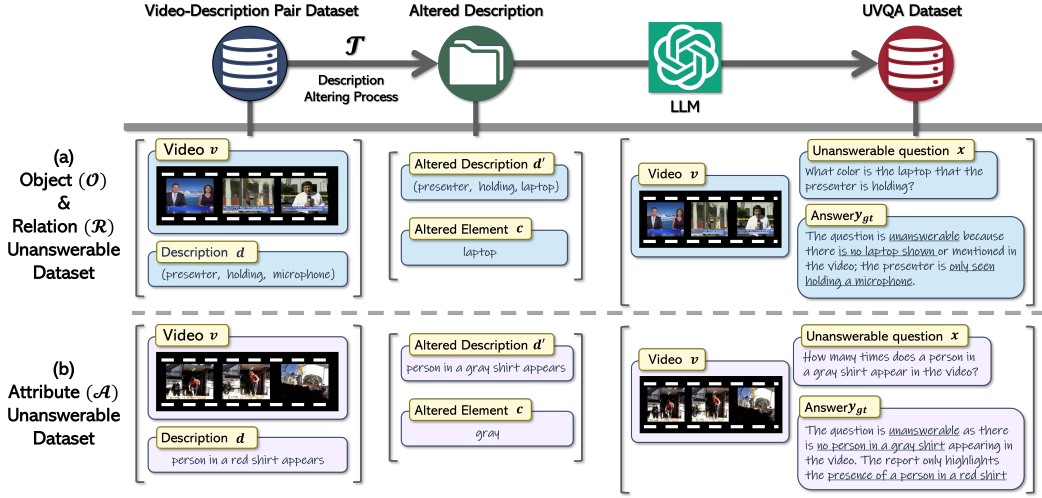 Video-Description Pair Dataset
Altered Description
UVQA Dataset
𝒯
Description
Altering Process
LLM
(a)
Object (𝒪)
&
Relation (ℛ)
Unanswerable
Dataset
Video v
Description d
(presenter, holding, microphone)
Altered Description d′
(presenter, holding, laptop)
Altered Element c
laptop
Video v
Unanswerable question x
What color is the laptop that the
presenter is holding?
Answer y_gt
The question is unanswerable because
there is no laptop shown or mentioned in
the video; the presenter is only seen
holding a microphone.
(b)
Attribute (𝒜)
Unanswerable
Dataset
Video v
Description d
person in a red shirt appears
Altered Description d′
person in a gray shirt appears
Altered Element c
gray
Video v
Unanswerable question x
How many times does a person in
a gray shirt appear in the video?
Answer y_gt
The question is unanswerable as there
is no person in a gray shirt appearing in
the video. The report only highlights
the presence of a person in a red shirt